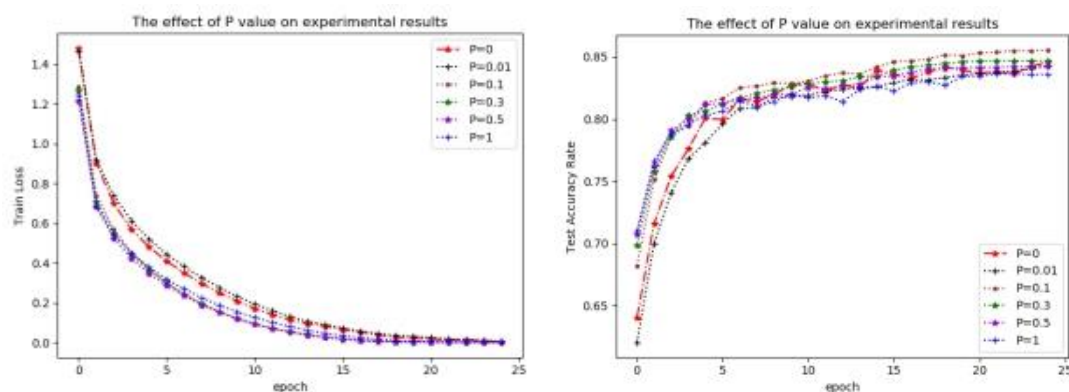 The effect of P value on experimental results
Train Loss
1.4
1.2
1.0
0.8
0.6
0.4
0.2
0.0
0 5 10 15 20 25
epoch
P=0
P=0.01
P=0.1
P=0.3
P=0.5
P=1
The effect of P value on experimental results
Test Accuracy Rate
0.85
0.80
0.75
0.70
0.65
0 5 10 15 20 25
epoch
P=0
P=0.01
P=0.1
P=0.3
P=0.5
P=1